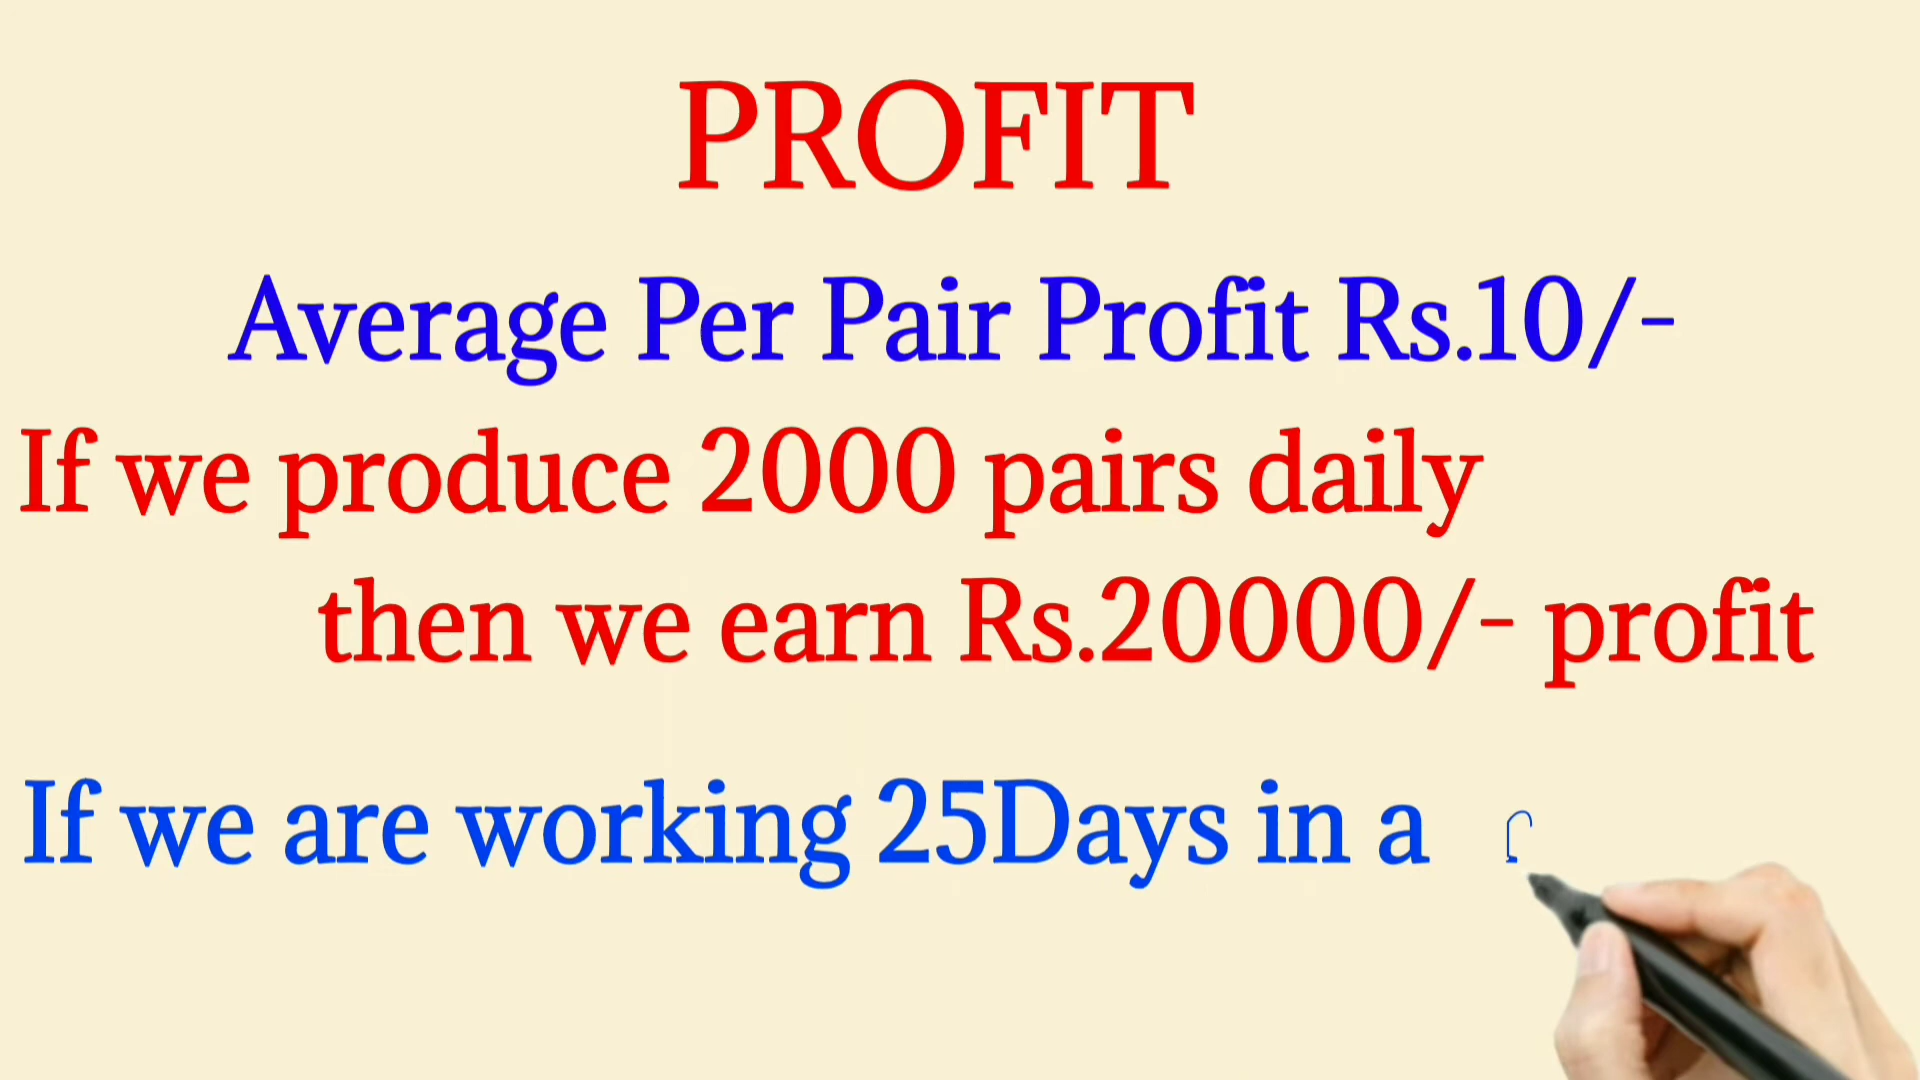 PROFIT
Average Per Pair Profit Rs.10/-
If we produce 2000 pairs daily
then we earn Rs.20000/- profit
If we are working 25Days in a